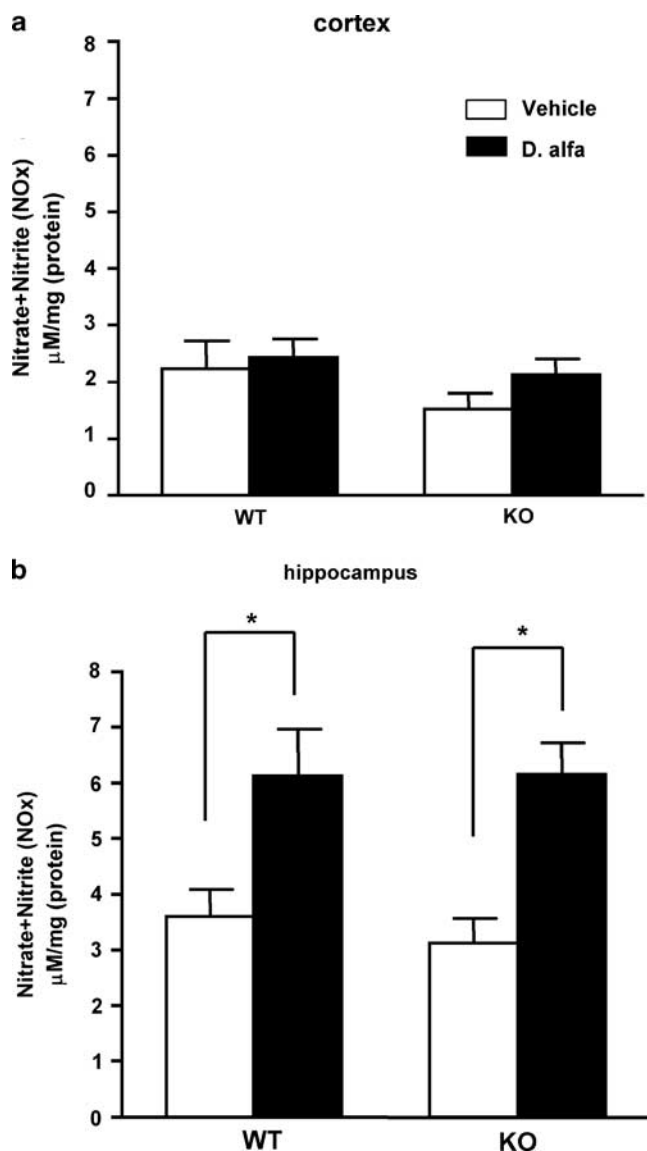 a
cortex
8
7
6
5
4
3
2
1
0
Nitrate+Nitrite (NOx)
µM/mg (protein)
Vehicle
D. alfa
WT KO
b
hippocampus
* *
8
7
6
5
4
3
2
1
0
Nitrate+Nitrite (NOx)
µM/mg (protein)
WT KO